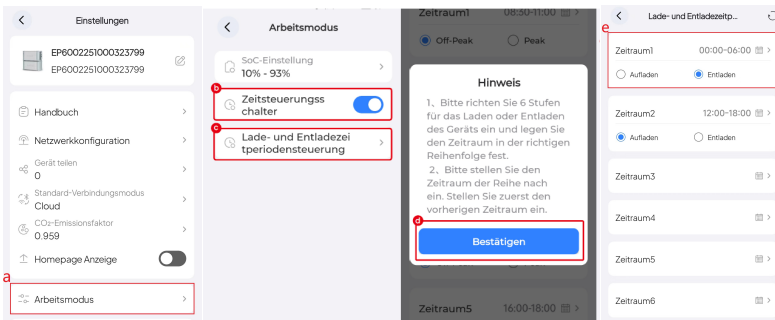 Einstellungen
EP6002251000323799
EP6002251000323799
Handbuch
Netzwerkkonfiguration
Gerät teilen
0
Standard-Verbindungsmodus
Cloud
CO₂-Emissionsfaktor
0.959
Homepage Anzeige
a
Arbeitsmodus
Arbeitsmodus
SoC-Einstellung
10% - 93%
b
Zeitsteuerungss
chalter
c
Lade- und Entladezei
tperiodensteuerung
Zeitraum1 08:30-11:00
Off-Peak Peak
Hinweis
1、Bitte richten Sie 6 Stufen
für das Laden oder Entladen
des Geräts ein und legen Sie
den Zeitraum in der richtigen
Reihenfolge fest.
2、Bitte stellen Sie den
Zeitraum der Reihe nach
ein. Stellen Sie zuerst den
vorherigen Zeitraum ein.
d
Bestätigen
Zeitraum5 16:00-18:00
Lade- und Entladezeitp...
e
Zeitraum1 00:00-06:00
Aufladen Entladen
Zeitraum2 12:00-18:00
Aufladen Entladen
Zeitraum3
Zeitraum4
Zeitraum5
Zeitraum6